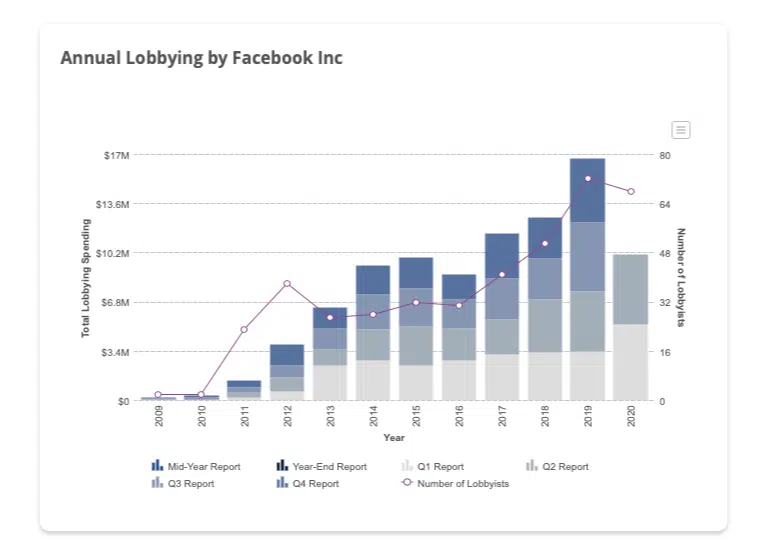 Annual Lobbying by Facebook Inc
$17M
80
$13.6M
64
$10.2M
48
$6.8M
32
$3.4M
16
$0
0
Total Lobbying Spending
Number of Lobbyists
2009 2010 2011 2012 2013 2014 2015 2016 2017 2018 2019 2020
Year
Mid-Year Report Year-End Report Q1 Report Q2 Report
Q3 Report Q4 Report Number of Lobbyists